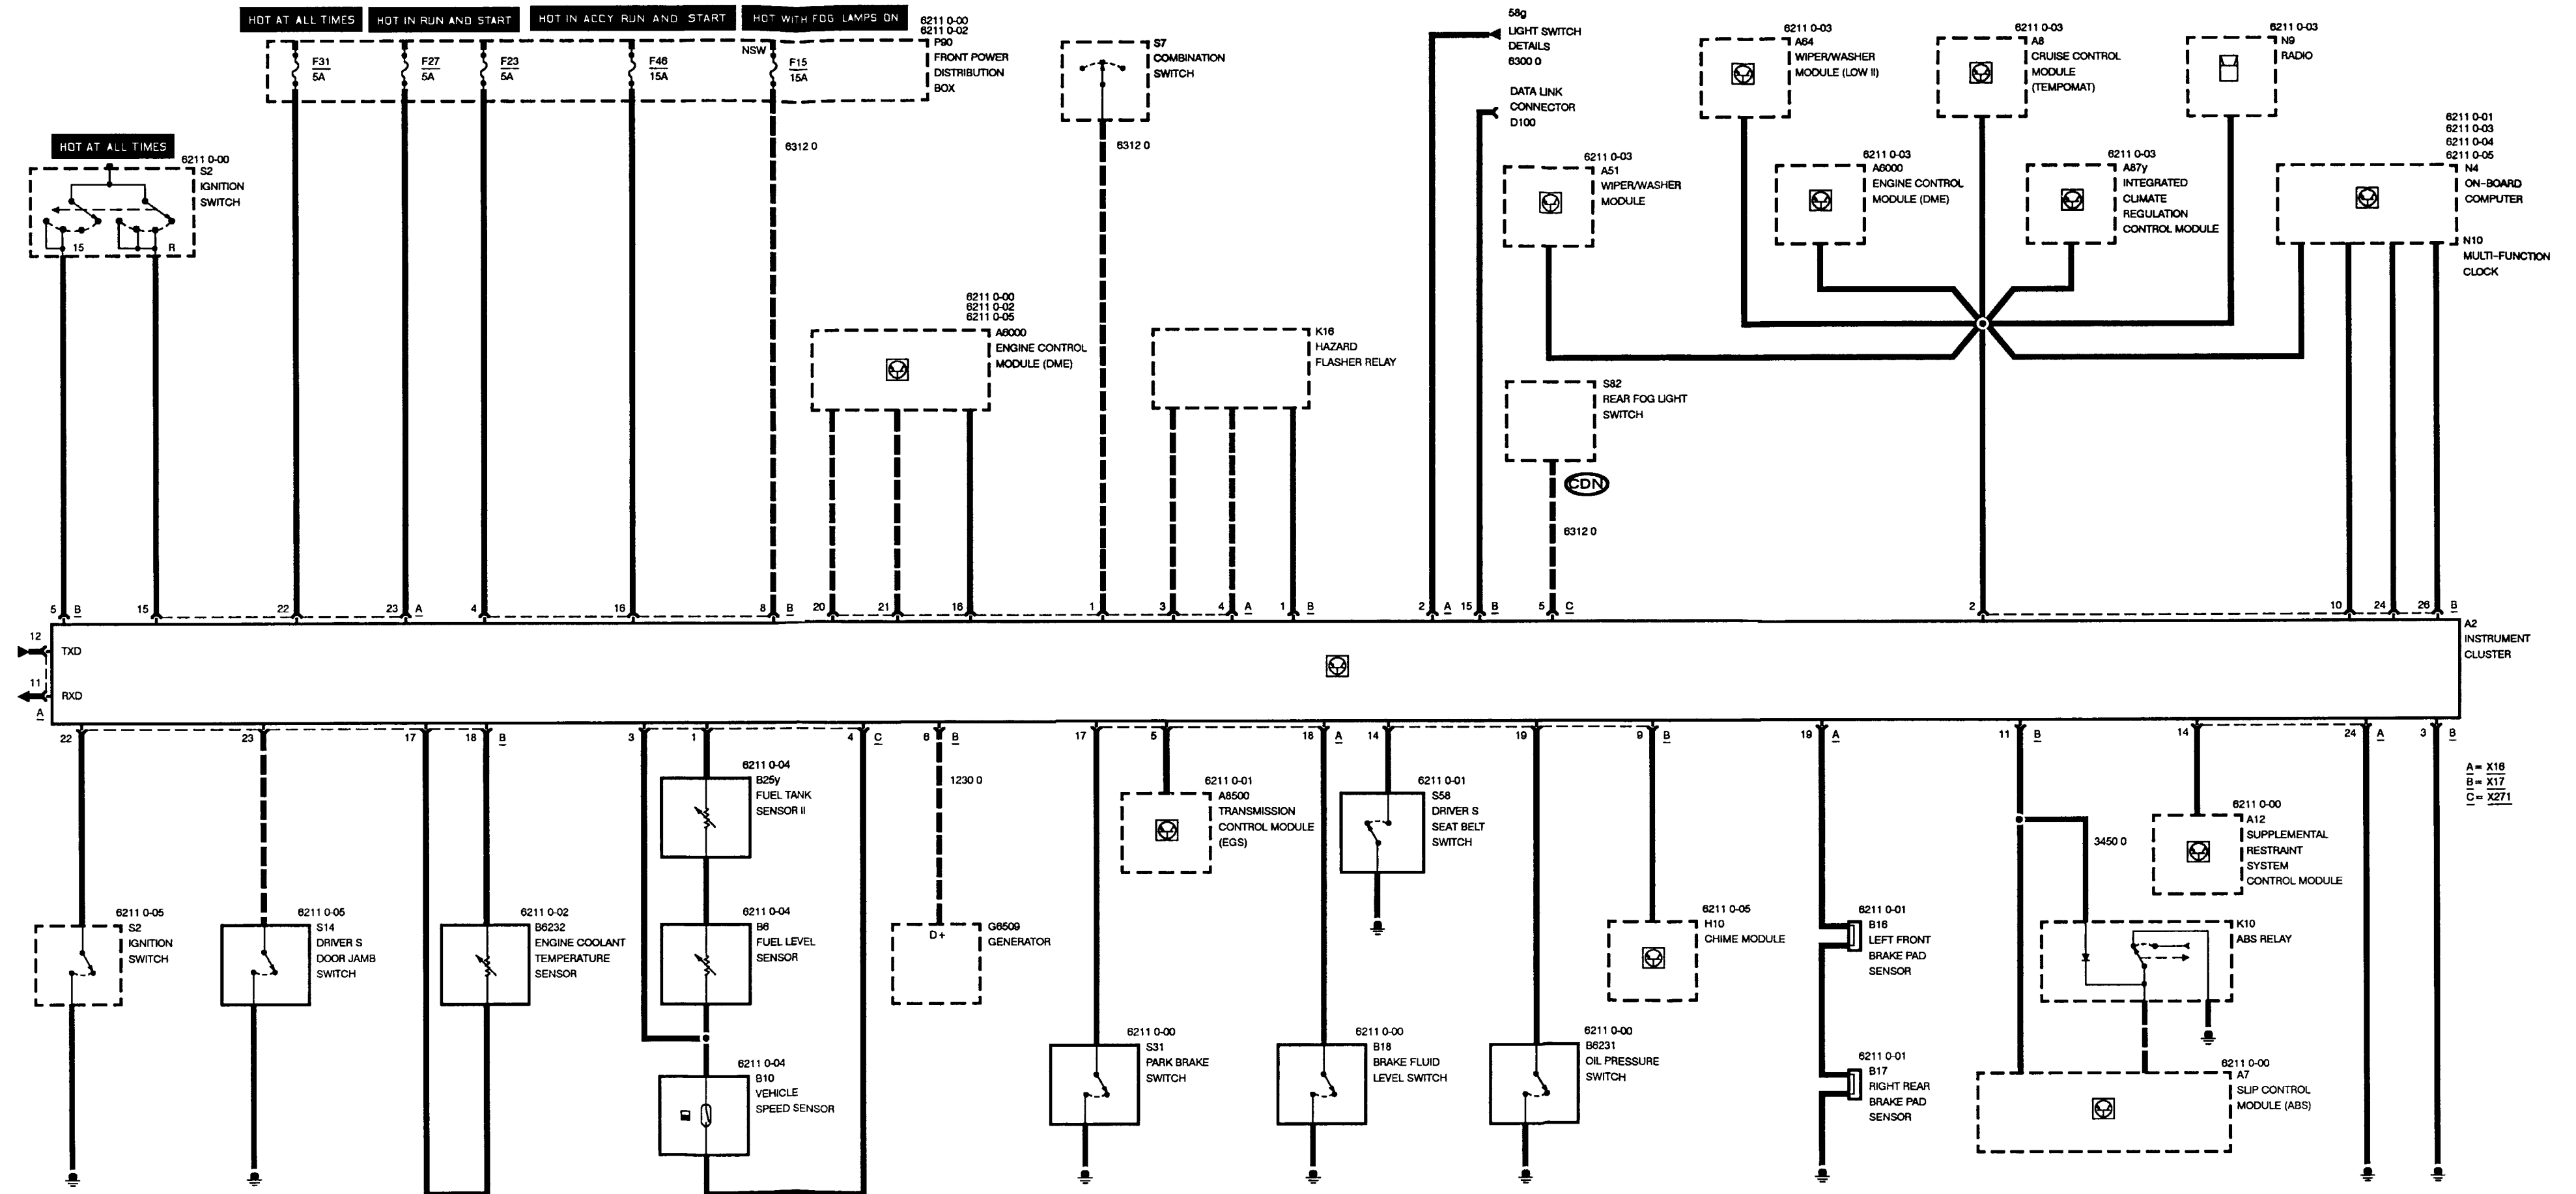 HOT AT ALL TIMES
HOT IN RUN AND START
HOT IN ACCY RUN AND START
HOT WITH FOG LAMPS ON
6211 0-00
6211 0-02
P90
FRONT POWER
DISTRIBUTION
BOX
F31
5A
F27
5A
F23
5A
F46
15A
NSW
F15
15A
6312 0
S7
COMBINATION
SWITCH
6312 0
58g
LIGHT SWITCH
DETAILS
6300 0
DATA LINK
CONNECTOR
D100
6211 0-03
A64
WIPER/WASHER
MODULE (LOW II)
6211 0-03
A8
CRUISE CONTROL
MODULE
(TEMPOMAT)
6211 0-03
N9
RADIO
HOT AT ALL TIMES
6211 0-00
S2
IGNITION
SWITCH
15
R
6211 0-03
A51
WIPER/WASHER
MODULE
6211 0-03
A6000
ENGINE CONTROL
MODULE (DME)
6211 0-03
A87y
INTEGRATED
CLIMATE
REGULATION
CONTROL MODULE
6211 0-01
6211 0-03
6211 0-04
6211 0-05
N4
ON-BOARD
COMPUTER
N10
MULTI-FUNCTION
CLOCK
6211 0-00
6211 0-02
6211 0-05
A6000
ENGINE CONTROL
MODULE (DME)
K16
HAZARD
FLASHER RELAY
S82
REAR FOG LIGHT
SWITCH
CDN
6312 0
5 B 15 22 23 A 4 16 8 B 20 21 16 1 3 4 A 1 B 2 A 15 B 5 C 2 10 24 26 B
A2
INSTRUMENT
CLUSTER
12
TXD
11
RXD
A
22 23 17 18 B 3 1 4 C 6 B 17 5 18 A 14 19 9 B 19 A 11 B 14 24 A 3 B
A = X16
B = X17
C = X271
6211 0-04
B25y
FUEL TANK
SENSOR II
1230 0
6211 0-01
A8500
TRANSMISSION
CONTROL MODULE
(EGS)
6211 0-01
S58
DRIVER S
SEAT BELT
SWITCH
3450 0
6211 0-00
A12
SUPPLEMENTAL
RESTRAINT
SYSTEM
CONTROL MODULE
6211 0-05
S2
IGNITION
SWITCH
6211 0-05
S14
DRIVER S
DOOR JAMB
SWITCH
6211 0-02
B6232
ENGINE COOLANT
TEMPERATURE
SENSOR
6211 0-04
B6
FUEL LEVEL
SENSOR
D+
G6509
GENERATOR
6211 0-05
H10
CHIME MODULE
6211 0-01
B16
LEFT FRONT
BRAKE PAD
SENSOR
K10
ABS RELAY
6211 0-04
B10
VEHICLE
SPEED SENSOR
6211 0-00
S31
PARK BRAKE
SWITCH
6211 0-00
B18
BRAKE FLUID
LEVEL SWITCH
6211 0-00
B6231
OIL PRESSURE
SWITCH
6211 0-01
B17
RIGHT REAR
BRAKE PAD
SENSOR
6211 0-00
A7
SLIP CONTROL
MODULE (ABS)